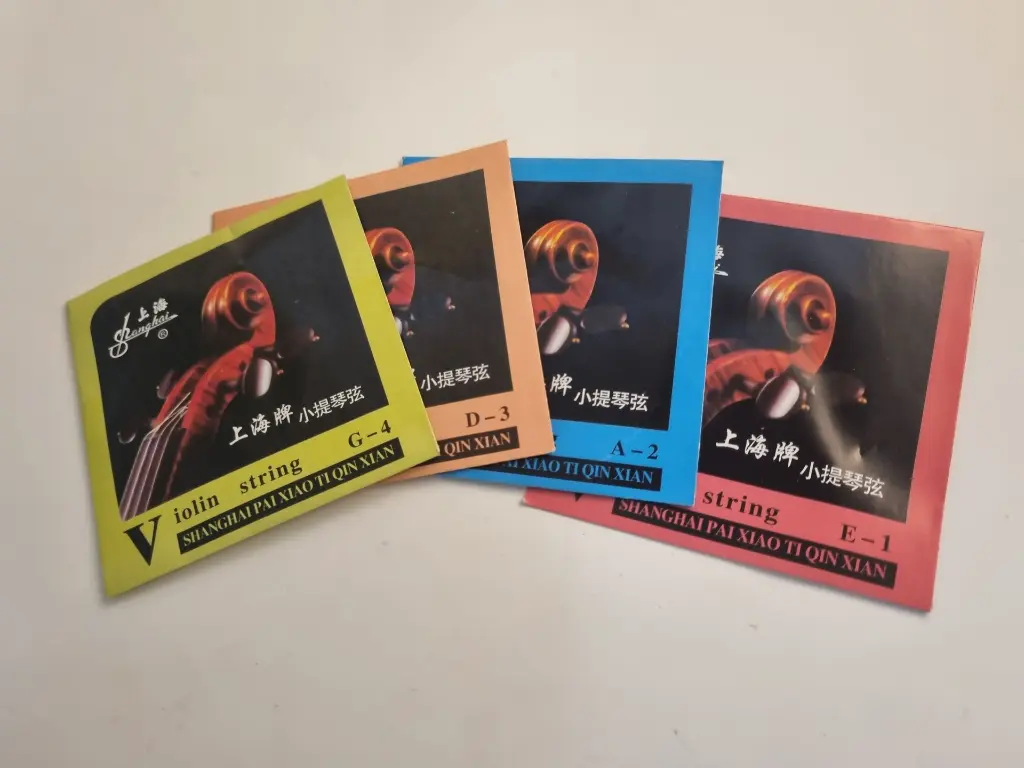 上海
Shanghai
®
上海牌 小提琴弦
G-4
Violin string
SHANGHAI PAI XIAO TI QIN XIAN
小提琴弦
D-3
QIN XIAN
牌 小提琴弦
A-2
XIAO TI QIN XIAN
海
上海牌 小提琴弦
string E-1
SHANGHAI PAI XIAO TI QIN XIAN